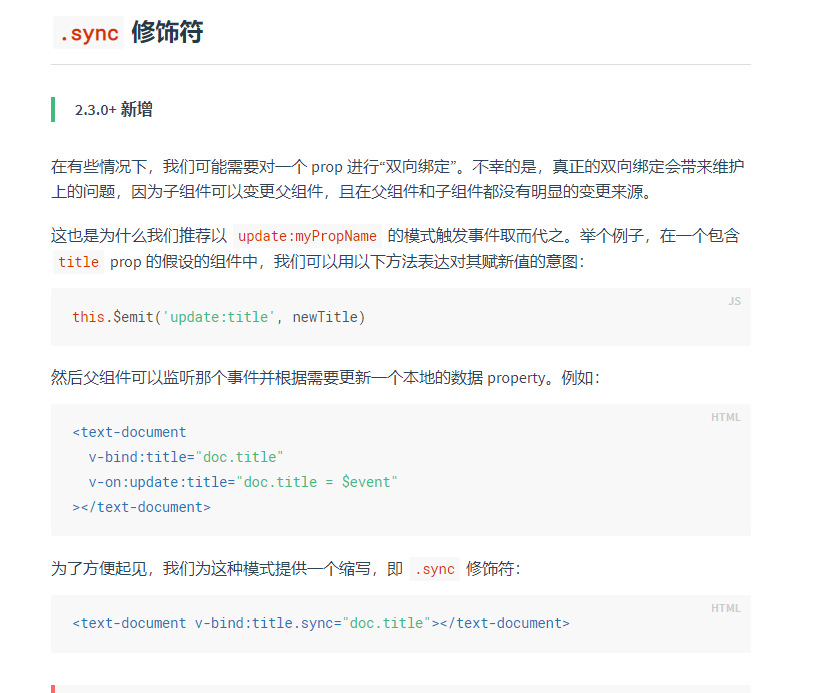 .sync 修饰符
2.3.0+ 新增
在有些情况下，我们可能需要对一个 prop 进行“双向绑定”。不幸的是，真正的双向绑定会带来维护
上的问题，因为子组件可以变更父组件，且在父组件和子组件都没有明显的变更来源。
这也是为什么我们推荐以 update:myPropName 的模式触发事件取而代之。举个例子，在一个包含
title prop 的假设的组件中，我们可以用以下方法表达对其赋新值的意图：
JS
this.$emit('update:title', newTitle)
然后父组件可以监听那个事件并根据需要更新一个本地的数据 property。例如：
HTML
<text-document
  v-bind:title="doc.title"
  v-on:update:title="doc.title = $event"
></text-document>
为了方便起见，我们为这种模式提供一个缩写，即 .sync 修饰符：
HTML
<text-document v-bind:title.sync="doc.title"></text-document>